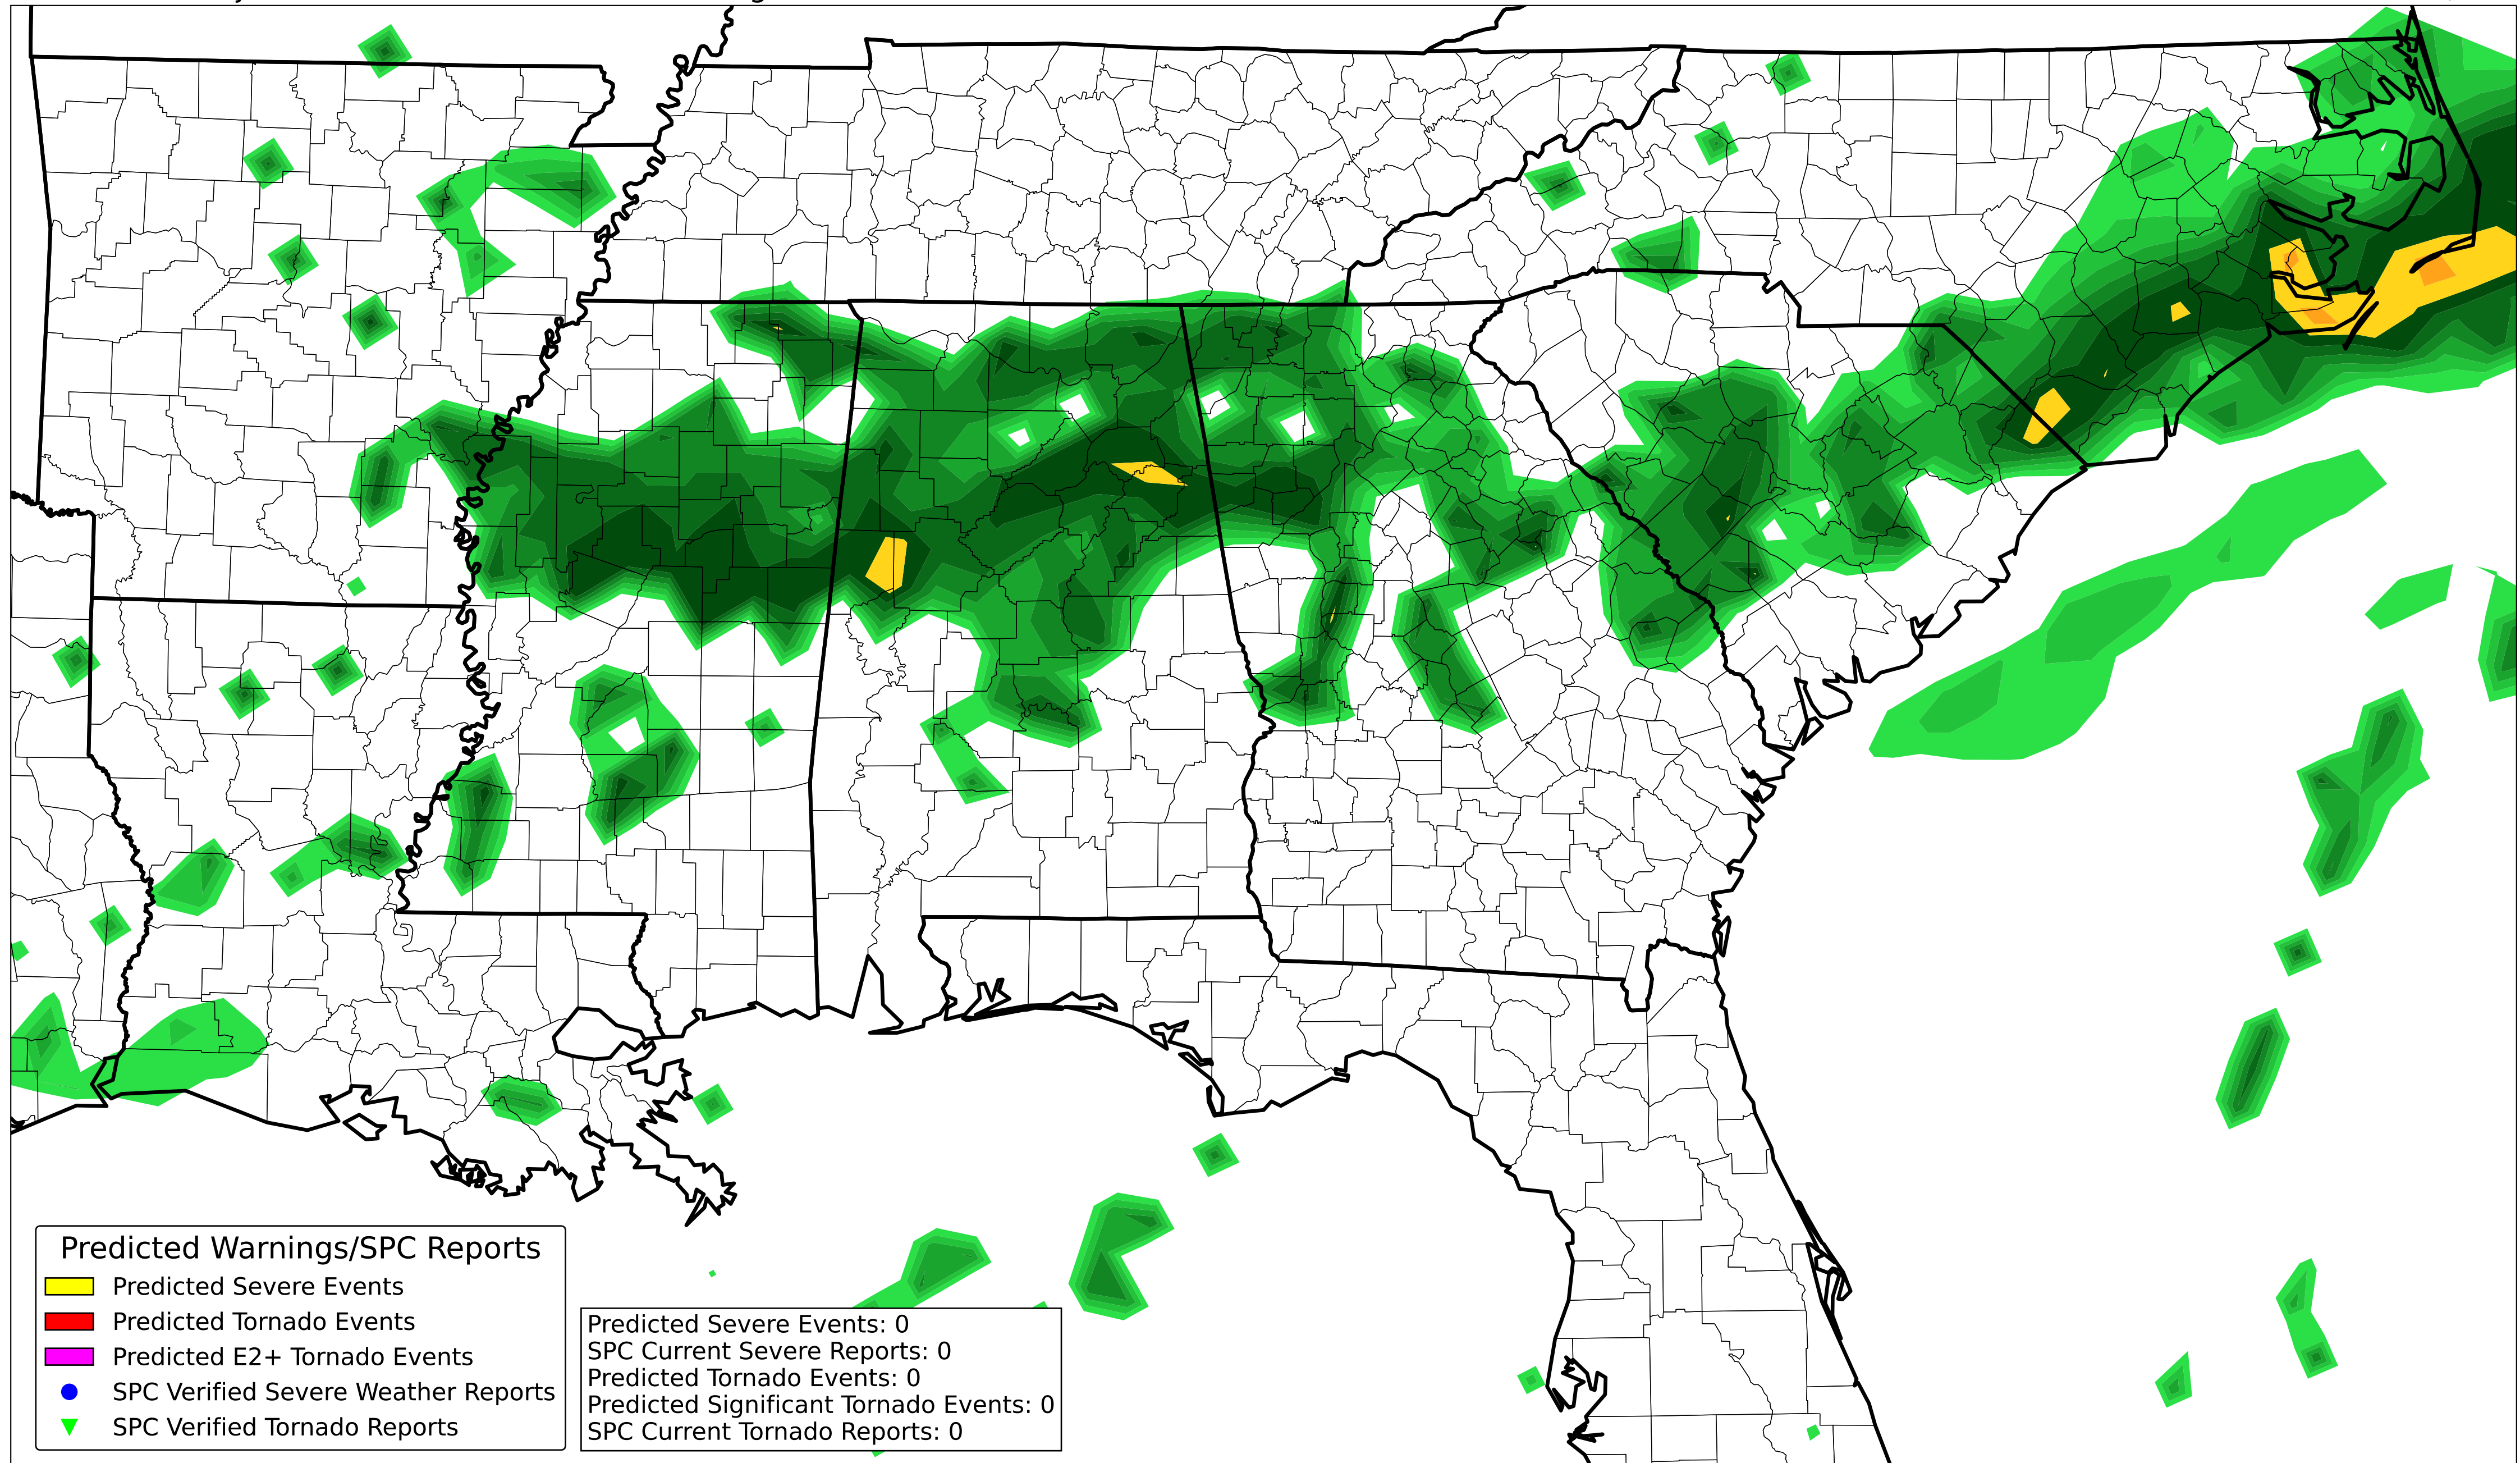 Predicted Warnings/SPC Reports
Predicted Severe Events
Predicted Tornado Events
Predicted E2+ Tornado Events
SPC Verified Severe Weather Reports
SPC Verified Tornado Reports
Predicted Severe Events: 0
SPC Current Severe Reports: 0
Predicted Tornado Events: 0
Predicted Significant Tornado Events: 0
SPC Current Tornado Reports: 0